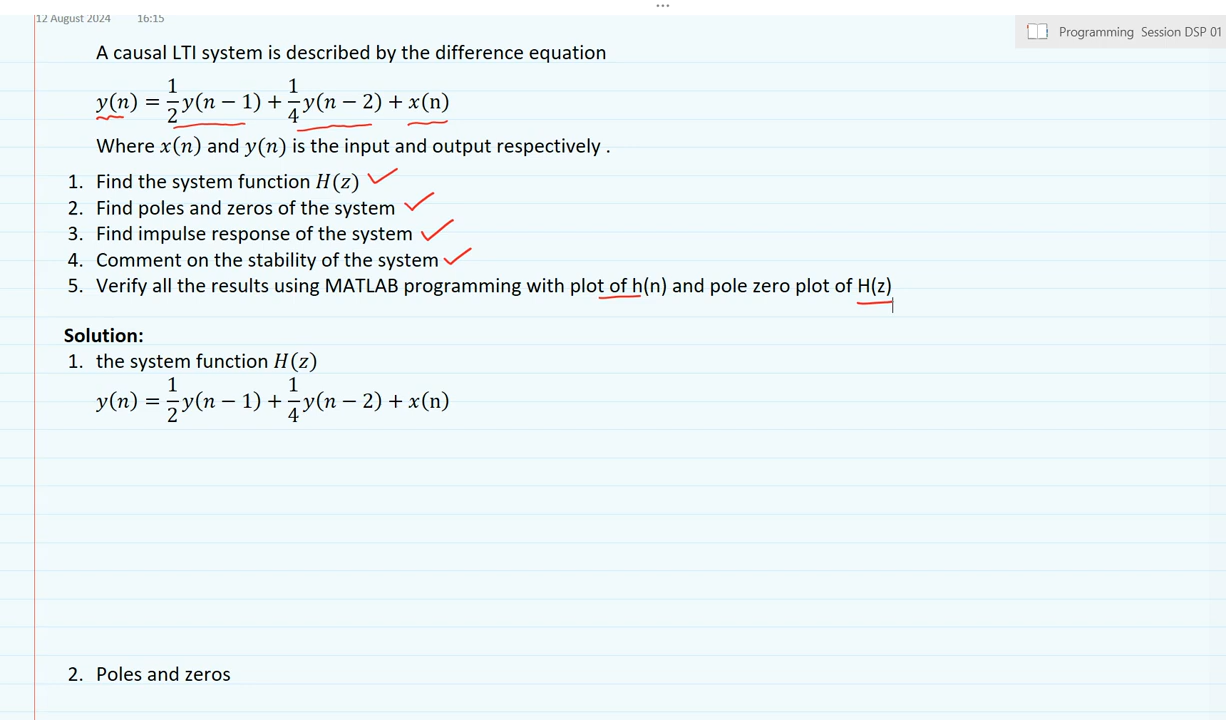 12 August 2024 16:15
Programming Session DSP 01
A causal LTI system is described by the difference equation
y(n) = 1/2 y(n − 1) + 1/4 y(n − 2) + x(n)
Where x(n) and y(n) is the input and output respectively .
1. Find the system function H(z)
2. Find poles and zeros of the system
3. Find impulse response of the system
4. Comment on the stability of the system
5. Verify all the results using MATLAB programming with plot of h(n) and pole zero plot of H(z)
Solution:
1. the system function H(z)
y(n) = 1/2 y(n − 1) + 1/4 y(n − 2) + x(n)
2. Poles and zeros